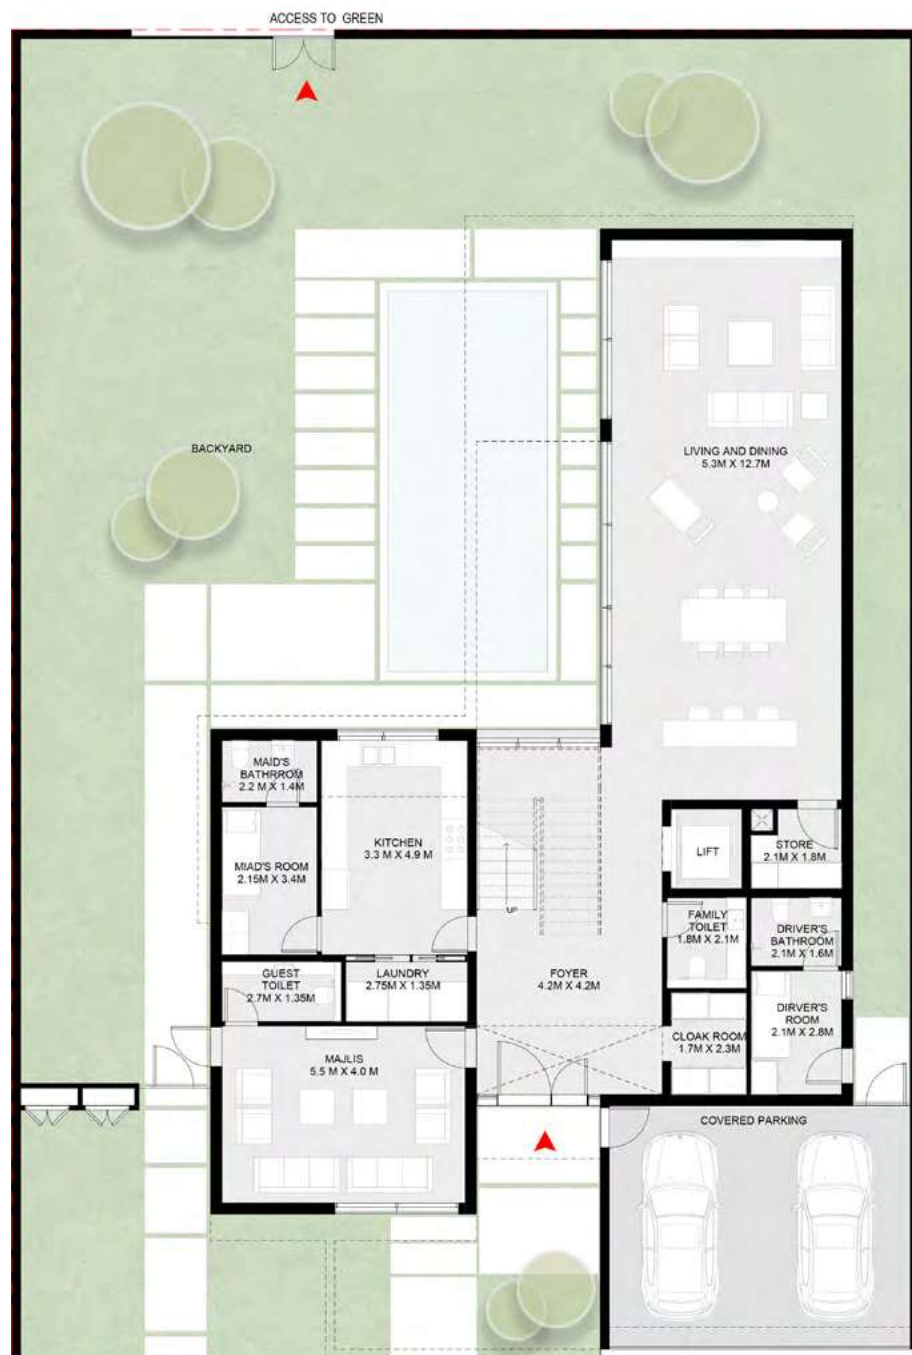 ACCESS TO GREEN
BACKYARD
LIVING AND DINING
5.3M X 12.7M
MAID'S
BATHRROM
2.2 M X 1.4M
KITCHEN
3.3 M X 4.9 M
MIAD'S ROOM
2.15M X 3.4M
LIFT
STORE
2.1M X 1.8M
UP
FAMILY
TOILET
1.8M X 2.1M
DRIVER'S
BATHROOM
2.1M X 1.6M
GUEST
TOILET
2.7M X 1.35M
LAUNDRY
2.75M X 1.35M
FOYER
4.2M X 4.2M
DIRVER'S
ROOM
2.1M X 2.8M
CLOAK ROOM
1.7M X 2.3M
MAJLIS
5.5 M X 4.0 M
COVERED PARKING